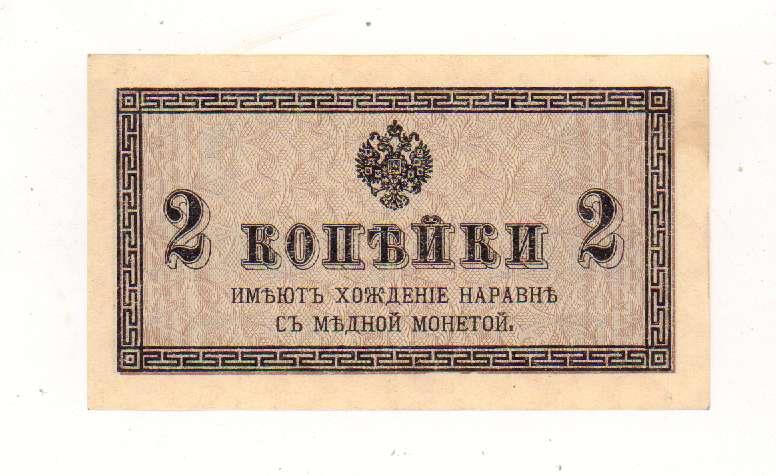 2 КОПѢЙКИ 2
ИМѢЮТЪ ХОЖДЕНІЕ НАРАВНѢ
СЪ МѢДНОЙ МОНЕТОЙ.